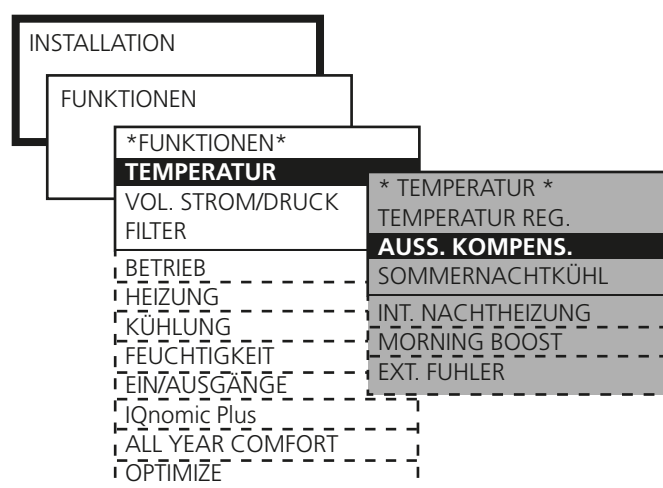 INSTALLATION
FUNKTIONEN
*FUNKTIONEN*
TEMPERATUR
VOL. STROM/DRUCK
FILTER
BETRIEB
HEIZUNG
KÜHLUNG
FEUCHTIGKEIT
EIN/AUSGÄNGE
IQnomic Plus
ALL YEAR COMFORT
OPTIMIZE
* TEMPERATUR *
TEMPERATUR REG.
AUSS. KOMPENS.
SOMMERNACHTKÜHL
INT. NACHTHEIZUNG
MORNING BOOST
EXT. FUHLER